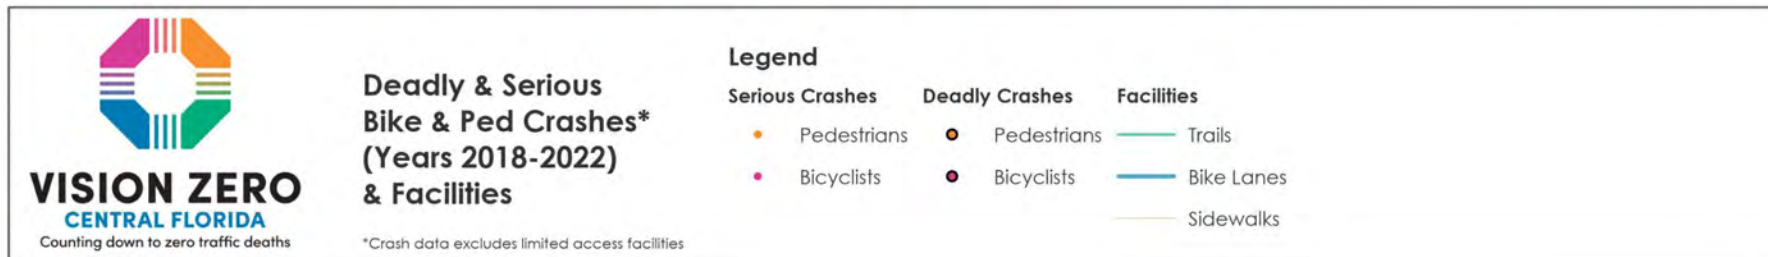 VISION ZERO
CENTRAL FLORIDA
Counting down to zero traffic deaths
Deadly & Serious
Bike & Ped Crashes*
(Years 2018-2022)
& Facilities
*Crash data excludes limited access facilities
Legend
Serious Crashes
Pedestrians
Bicyclists
Deadly Crashes
Pedestrians
Bicyclists
Facilities
Trails
Bike Lanes
Sidewalks